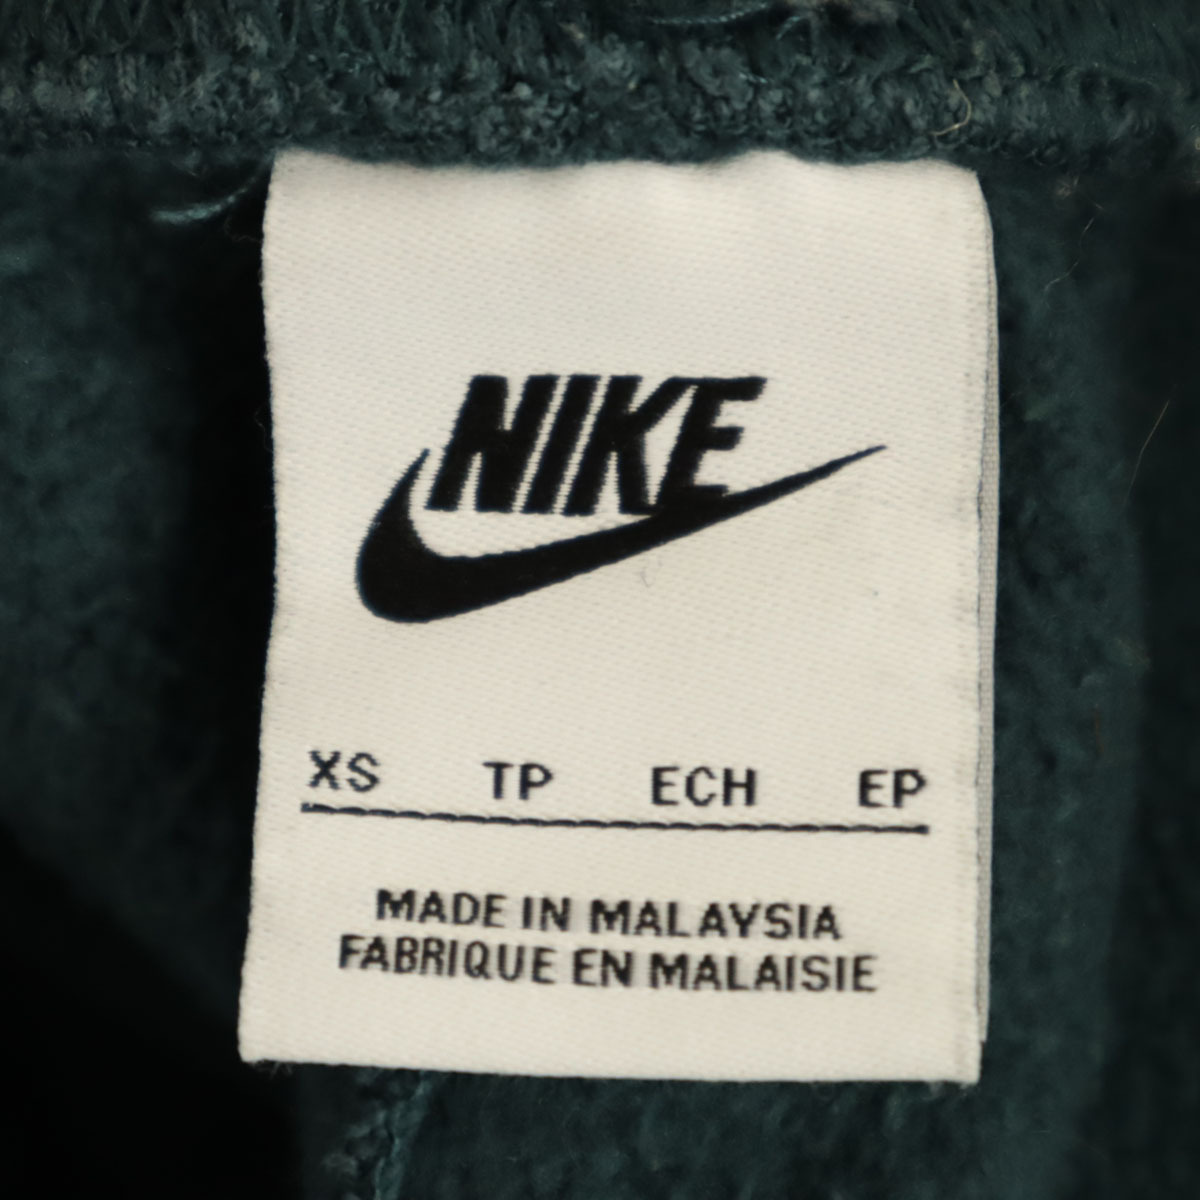 NIKE
XS TP ECH EP
MADE IN MALAYSIA
FABRIQUE EN MALAISIE